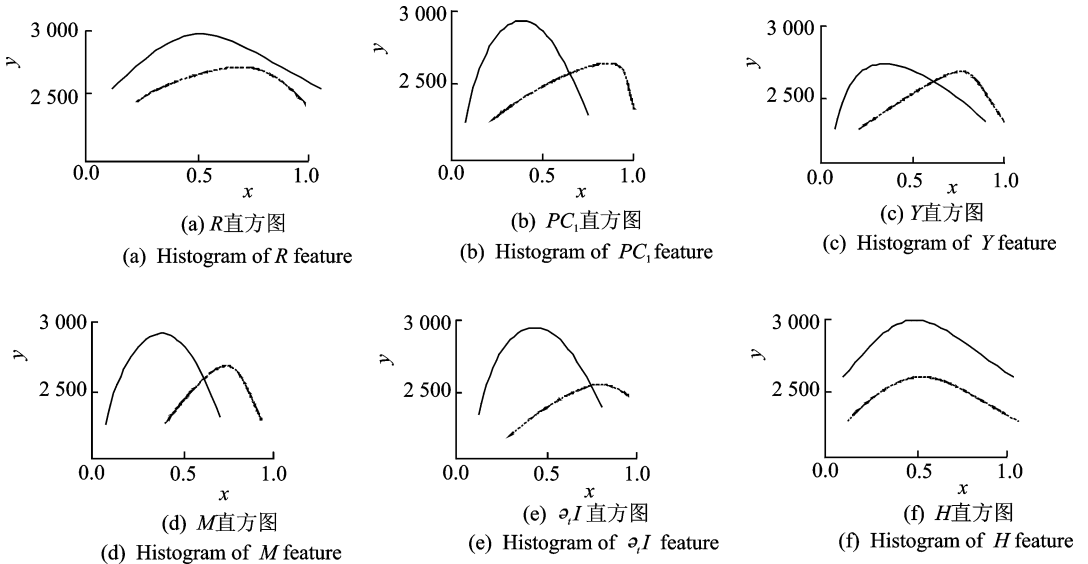 3 000
y
2 500
0.0
0.5
1.0
x
(a) R直方图
(a) Histogram of R feature
3 000
y
2 500
0.0
0.5
1.0
x
(b) PC₁直方图
(b) Histogram of PC₁ feature
3 000
y
2 500
0.0
0.5
1.0
x
(c) Y直方图
(c) Histogram of Y feature
3 000
y
2 500
0.0
0.5
1.0
x
(d) M直方图
(d) Histogram of M feature
3 000
y
2 500
0.0
0.5
1.0
x
(e) ∂ₜI 直方图
(e) Histogram of ∂ₜI feature
3 000
y
2 500
0.0
0.5
1.0
x
(f) H直方图
(f) Histogram of H feature